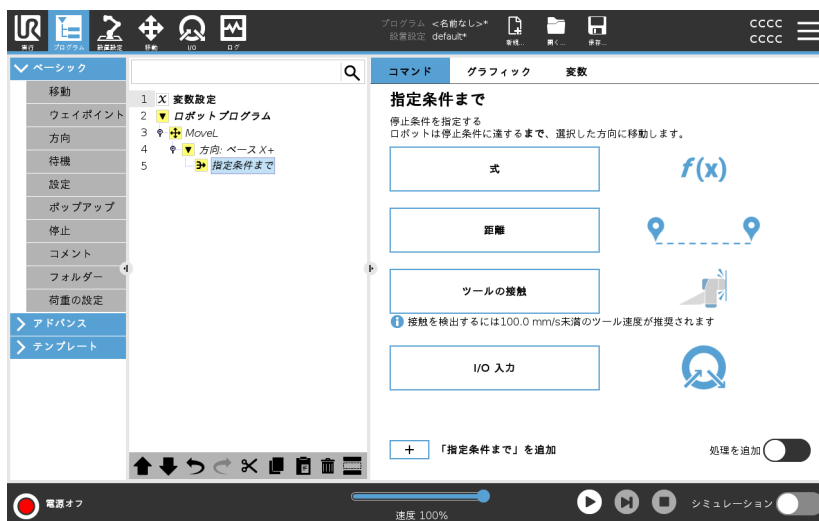 UR
実行
プログラム
設置設定
移動
I/O
ログ
プログラム <名前なし>*
設置設定 default*
新規...
開く...
保存...
CCCC
CCCC
ベーシック
移動
ウェイポイント
方向
待機
設定
ポップアップ
停止
コメント
フォルダー
荷重の設定
アドバンス
テンプレート
1 X 変数設定
2 ロボットプログラム
3 MoveL
4 方向: ベース X+
5 指定条件まで
コマンド グラフィック 変数
指定条件まで
停止条件を指定する
ロボットは停止条件に達するまで、選択した方向に移動します。
式
f(x)
距離
ツールの接触
接触を検出するには100.0 mm/s未満のツール速度が推奨されます
I/O 入力
+ 「指定条件まで」を追加
処理を追加
電源オフ
速度 100%
シミュレーション